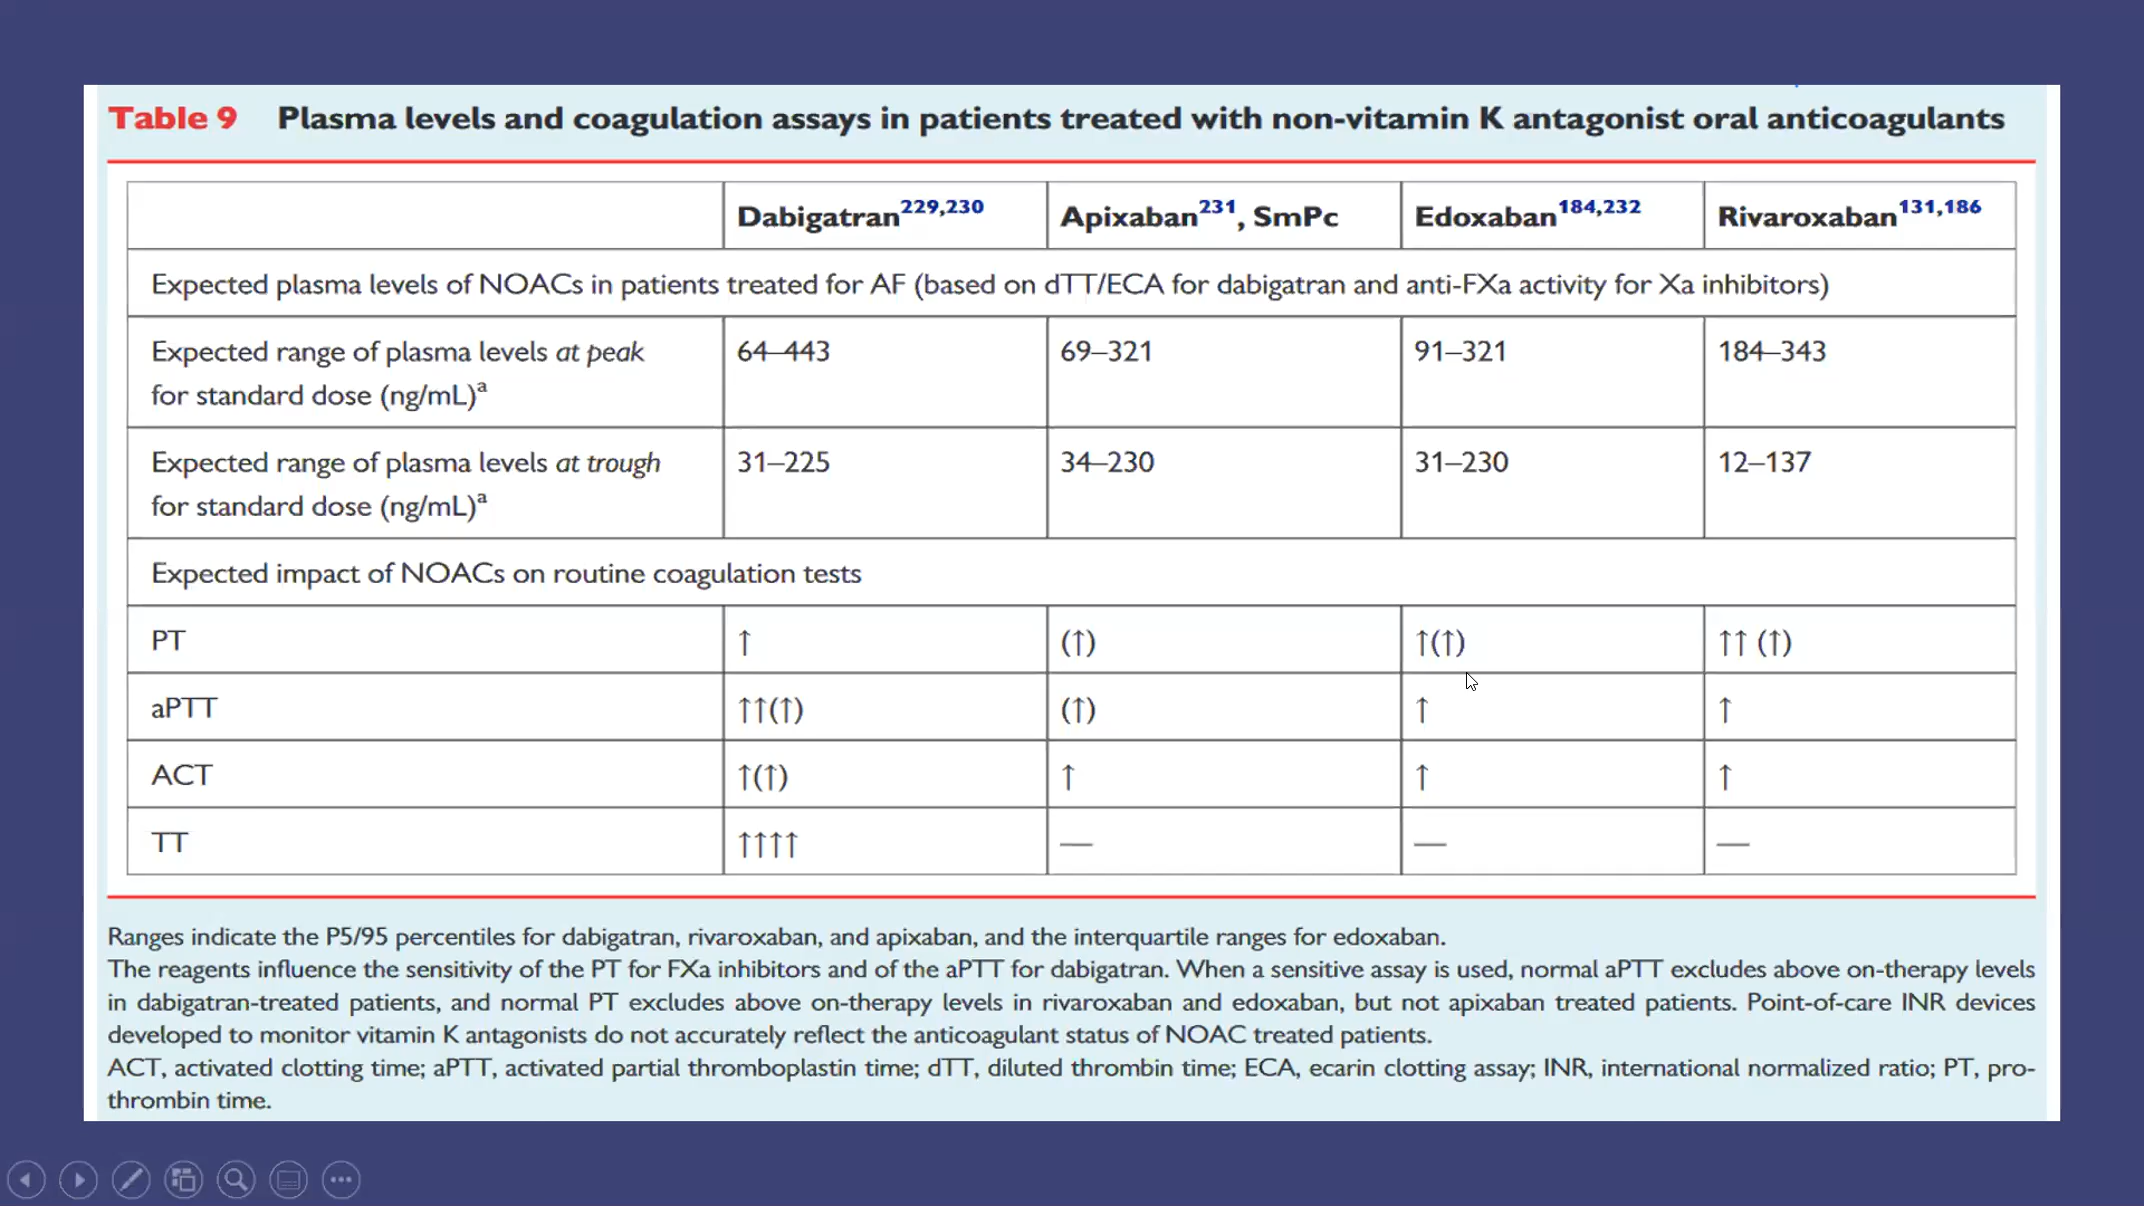 Table 9 Plasma levels and coagulation assays in patients treated with non-vitamin K antagonist oral anticoagulants
Dabigatran229,230 Apixaban231, SmPc Edoxaban184,232 Rivaroxaban131,186
Expected plasma levels of NOACs in patients treated for AF (based on dTT/ECA for dabigatran and anti-FXa activity for Xa inhibitors)
Expected range of plasma levels at peak 64–443 69–321 91–321 184–343
for standard dose (ng/mL)a
Expected range of plasma levels at trough 31–225 34–230 31–230 12–137
for standard dose (ng/mL)a
Expected impact of NOACs on routine coagulation tests
PT ↑ (↑) ↑(↑) ↑↑ (↑)
aPTT ↑↑(↑) (↑) ↑ ↑
ACT ↑(↑) ↑ ↑ ↑
TT ↑↑↑↑ — — —
Ranges indicate the P5/95 percentiles for dabigatran, rivaroxaban, and apixaban, and the interquartile ranges for edoxaban.
The reagents influence the sensitivity of the PT for FXa inhibitors and of the aPTT for dabigatran. When a sensitive assay is used, normal aPTT excludes above on-therapy levels
in dabigatran-treated patients, and normal PT excludes above on-therapy levels in rivaroxaban and edoxaban, but not apixaban treated patients. Point-of-care INR devices
developed to monitor vitamin K antagonists do not accurately reflect the anticoagulant status of NOAC treated patients.
ACT, activated clotting time; aPTT, activated partial thromboplastin time; dTT, diluted thrombin time; ECA, ecarin clotting assay; INR, international normalized ratio; PT, pro-
thrombin time.